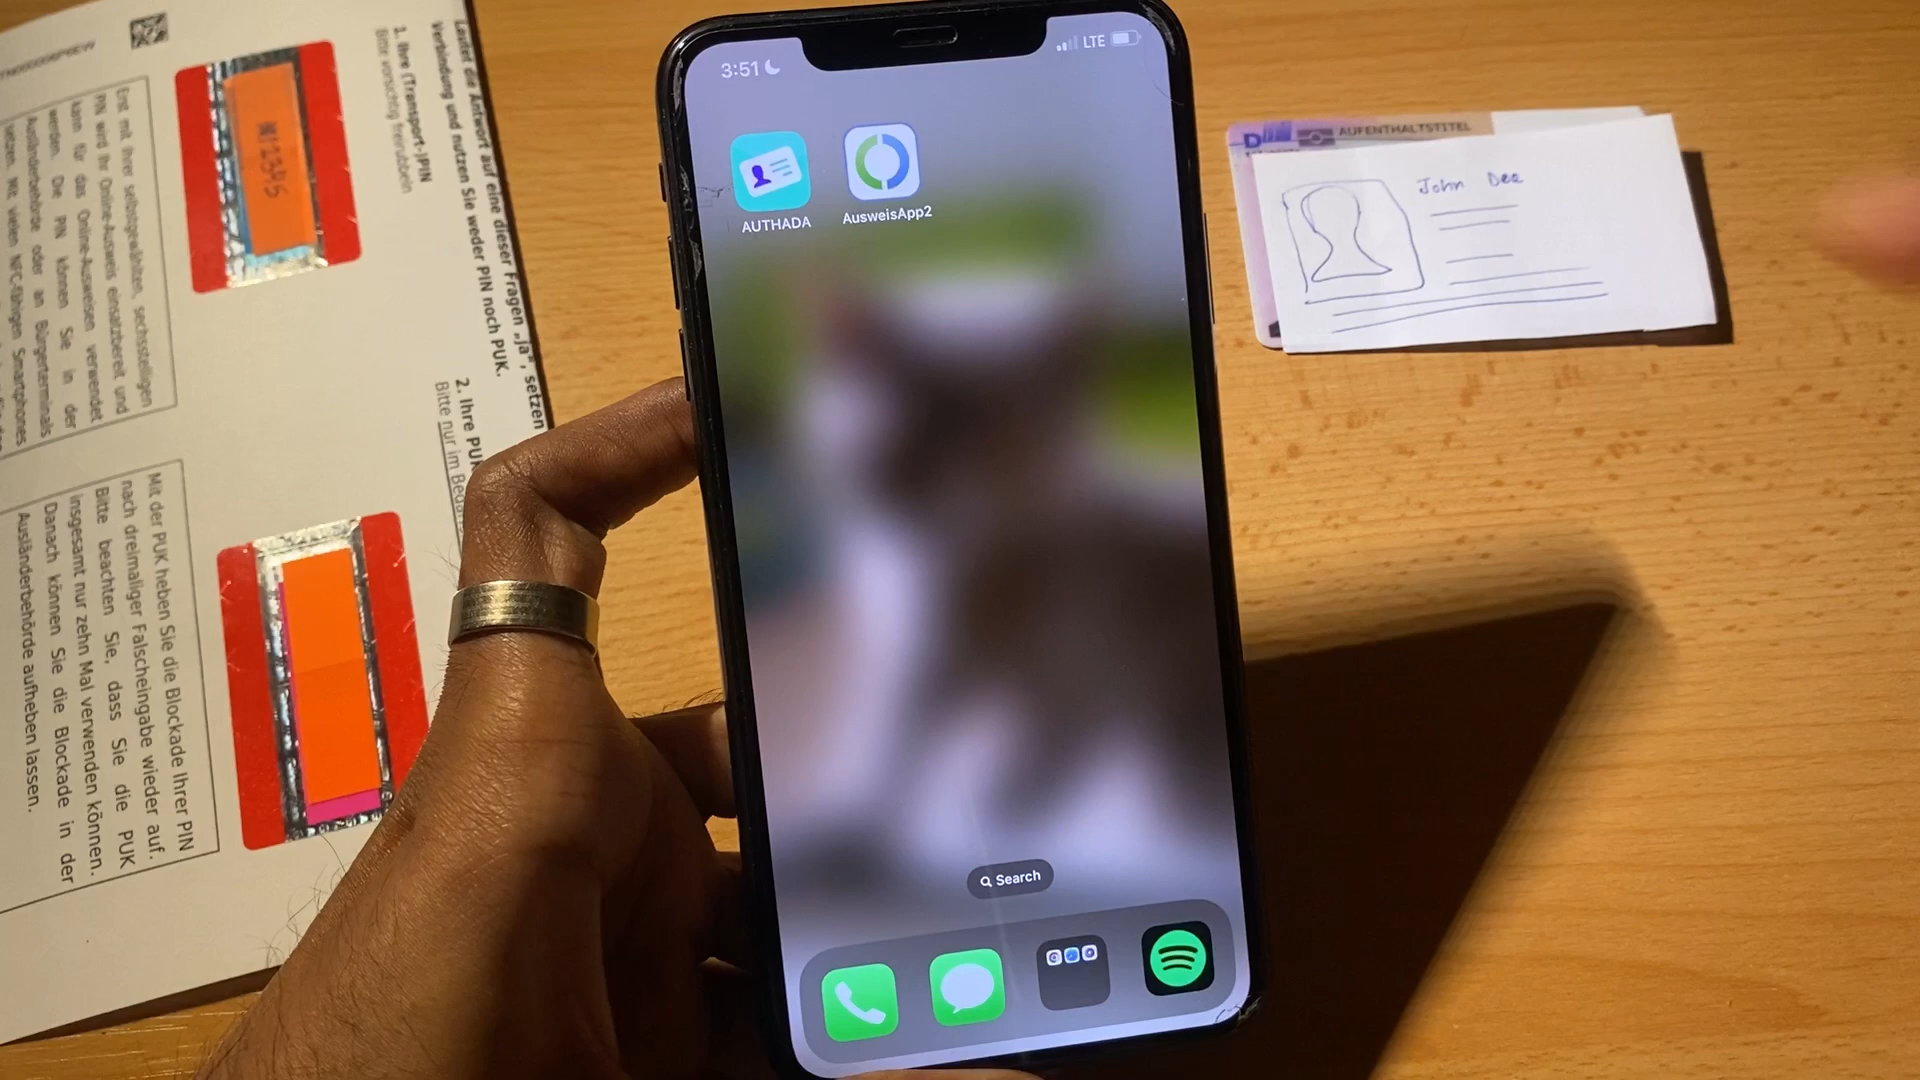 Lautet die Antwort auf eine dieser Fragen „ja“, setzen
Verbindung und nutzen Sie weder PIN noch PUK.
1. Ihre (Transport-)PIN
Bitte vorsichtig freirubbeln
Erst mit Ihrer selbstgewählten, sechsstelligen
PIN wird Ihr Online-Ausweis einsatzbereit und
kann für das Online-Ausweisen verwendet
werden. Die PIN können Sie in der
Ausländerbehörde oder an Bürgerterminals
setzen. Mit vielen NFC-fähigen Smartphones
2. Ihre PUK
Bitte nur im Bedarf
Mit der PUK heben Sie die Blockade Ihrer PIN
nach dreimaliger Falscheingabe wieder auf.
Bitte beachten Sie, dass Sie die PUK
insgesamt nur zehn Mal verwenden können.
Danach können Sie die Blockade in der
Ausländerbehörde aufheben lassen.
3:51
LTE
AUTHADA
AusweisApp2
Search
D
AUFENTHALTSTITEL
John Dee